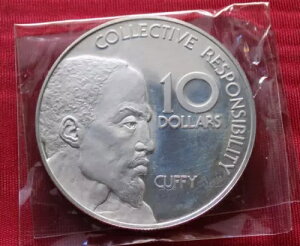 COLLECTIVE RESPONSIBILITY
10
DOLLARS
CUFFY